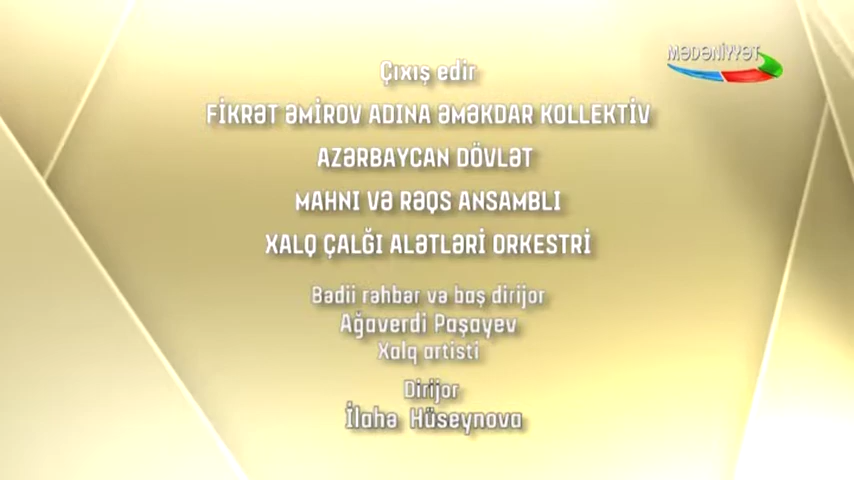 MƏDƏNİYYƏT
Çıxış edir
FİKRƏT ƏMİROV ADINA ƏMƏKDAR KOLLEKTİV
AZƏRBAYCAN DÖVLƏT
MAHNI VƏ RƏQS ANSAMBLI
XALQ ÇALĞI ALƏTLƏRİ ORKESTRİ
Bədii rəhbər və baş dirijor
Ağaverdi Paşayev
Xalq artisti
Dirijor
İlahə Hüseynova